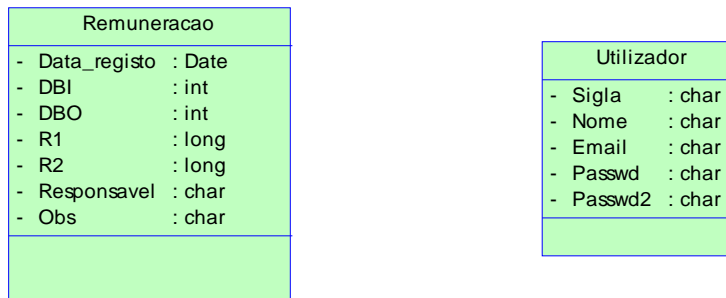 Remuneracao
- Data_registo : Date
- DBI : int
- DBO : int
- R1 : long
- R2 : long
- Responsavel : char
- Obs : char
Utilizador
- Sigla : char
- Nome : char
- Email : char
- Passwd : char
- Passwd2 : char